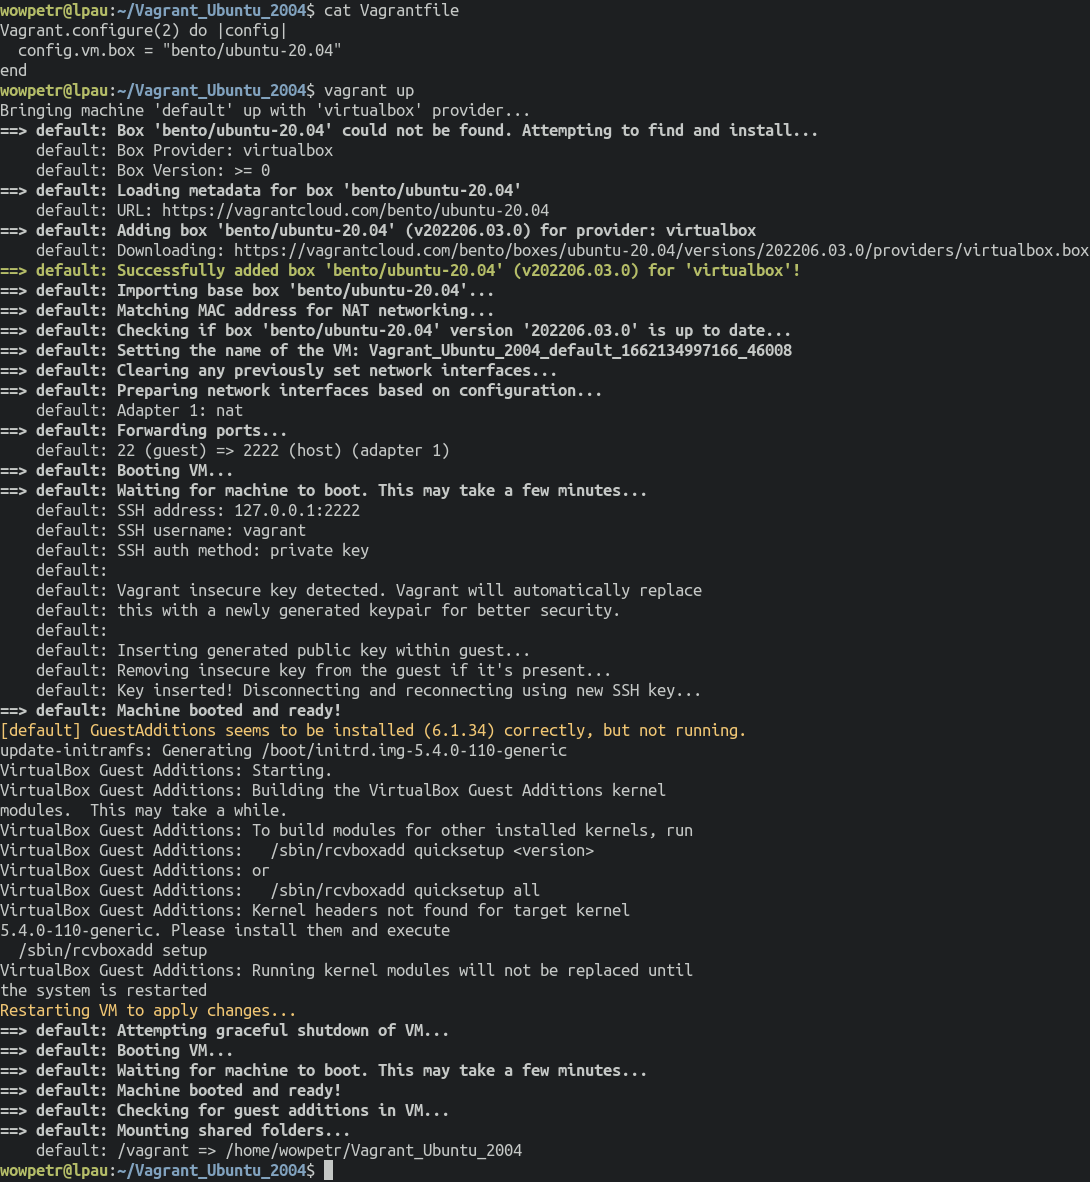 wowpetr@lpau:~/Vagrant_Ubuntu_2004$ cat Vagrantfile
Vagrant.configure(2) do |config|
  config.vm.box = "bento/ubuntu-20.04"
end
wowpetr@lpau:~/Vagrant_Ubuntu_2004$ vagrant up
Bringing machine 'default' up with 'virtualbox' provider...
==> default: Box 'bento/ubuntu-20.04' could not be found. Attempting to find and install...
    default: Box Provider: virtualbox
    default: Box Version: >= 0
==> default: Loading metadata for box 'bento/ubuntu-20.04'
    default: URL: https://vagrantcloud.com/bento/ubuntu-20.04
==> default: Adding box 'bento/ubuntu-20.04' (v202206.03.0) for provider: virtualbox
    default: Downloading: https://vagrantcloud.com/bento/boxes/ubuntu-20.04/versions/202206.03.0/providers/virtualbox.box
==> default: Successfully added box 'bento/ubuntu-20.04' (v202206.03.0) for 'virtualbox'!
==> default: Importing base box 'bento/ubuntu-20.04'...
==> default: Matching MAC address for NAT networking...
==> default: Checking if box 'bento/ubuntu-20.04' version '202206.03.0' is up to date...
==> default: Setting the name of the VM: Vagrant_Ubuntu_2004_default_1662134997166_46008
==> default: Clearing any previously set network interfaces...
==> default: Preparing network interfaces based on configuration...
    default: Adapter 1: nat
==> default: Forwarding ports...
    default: 22 (guest) => 2222 (host) (adapter 1)
==> default: Booting VM...
==> default: Waiting for machine to boot. This may take a few minutes...
    default: SSH address: 127.0.0.1:2222
    default: SSH username: vagrant
    default: SSH auth method: private key
    default:
    default: Vagrant insecure key detected. Vagrant will automatically replace
    default: this with a newly generated keypair for better security.
    default:
    default: Inserting generated public key within guest...
    default: Removing insecure key from the guest if it's present...
    default: Key inserted! Disconnecting and reconnecting using new SSH key...
==> default: Machine booted and ready!
[default] GuestAdditions seems to be installed (6.1.34) correctly, but not running.
update-initramfs: Generating /boot/initrd.img-5.4.0-110-generic
VirtualBox Guest Additions: Starting.
VirtualBox Guest Additions: Building the VirtualBox Guest Additions kernel
modules.  This may take a while.
VirtualBox Guest Additions: To build modules for other installed kernels, run
VirtualBox Guest Additions:   /sbin/rcvboxadd quicksetup <version>
VirtualBox Guest Additions: or
VirtualBox Guest Additions:   /sbin/rcvboxadd quicksetup all
VirtualBox Guest Additions: Kernel headers not found for target kernel
5.4.0-110-generic. Please install them and execute
  /sbin/rcvboxadd setup
VirtualBox Guest Additions: Running kernel modules will not be replaced until
the system is restarted
Restarting VM to apply changes...
==> default: Attempting graceful shutdown of VM...
==> default: Booting VM...
==> default: Waiting for machine to boot. This may take a few minutes...
==> default: Machine booted and ready!
==> default: Checking for guest additions in VM...
==> default: Mounting shared folders...
    default: /vagrant => /home/wowpetr/Vagrant_Ubuntu_2004
wowpetr@lpau:~/Vagrant_Ubuntu_2004$